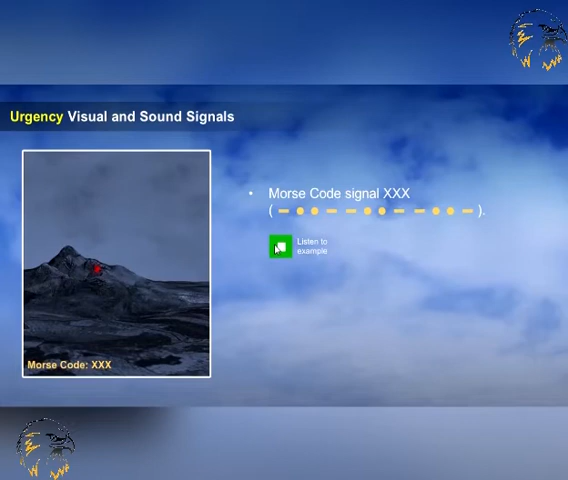 Urgency Visual and Sound Signals
• Morse Code signal XXX
( – • • – – • • – – • • – ).
Listen to
example
Morse Code: XXX